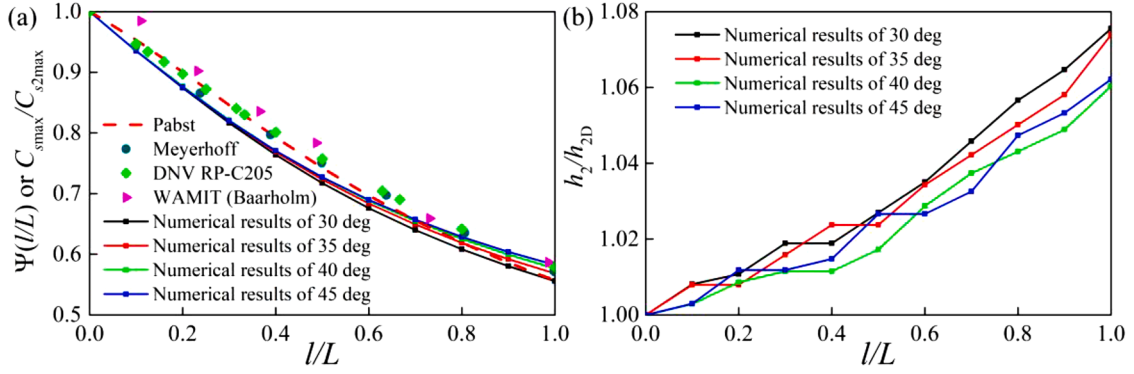 (a)
Ψ(l/L) or C_smax/C_s2max
1.0
0.9
0.8
0.7
0.6
0.5
Pabst
Meyerhoff
DNV RP-C205
WAMIT (Baarholm)
Numerical results of 30 deg
Numerical results of 35 deg
Numerical results of 40 deg
Numerical results of 45 deg
0.0 0.2 0.4 0.6 0.8 1.0
l/L
(b)
h₂/h₂D
1.08
1.06
1.04
1.02
1.00
Numerical results of 30 deg
Numerical results of 35 deg
Numerical results of 40 deg
Numerical results of 45 deg
0.0 0.2 0.4 0.6 0.8 1.0
l/L